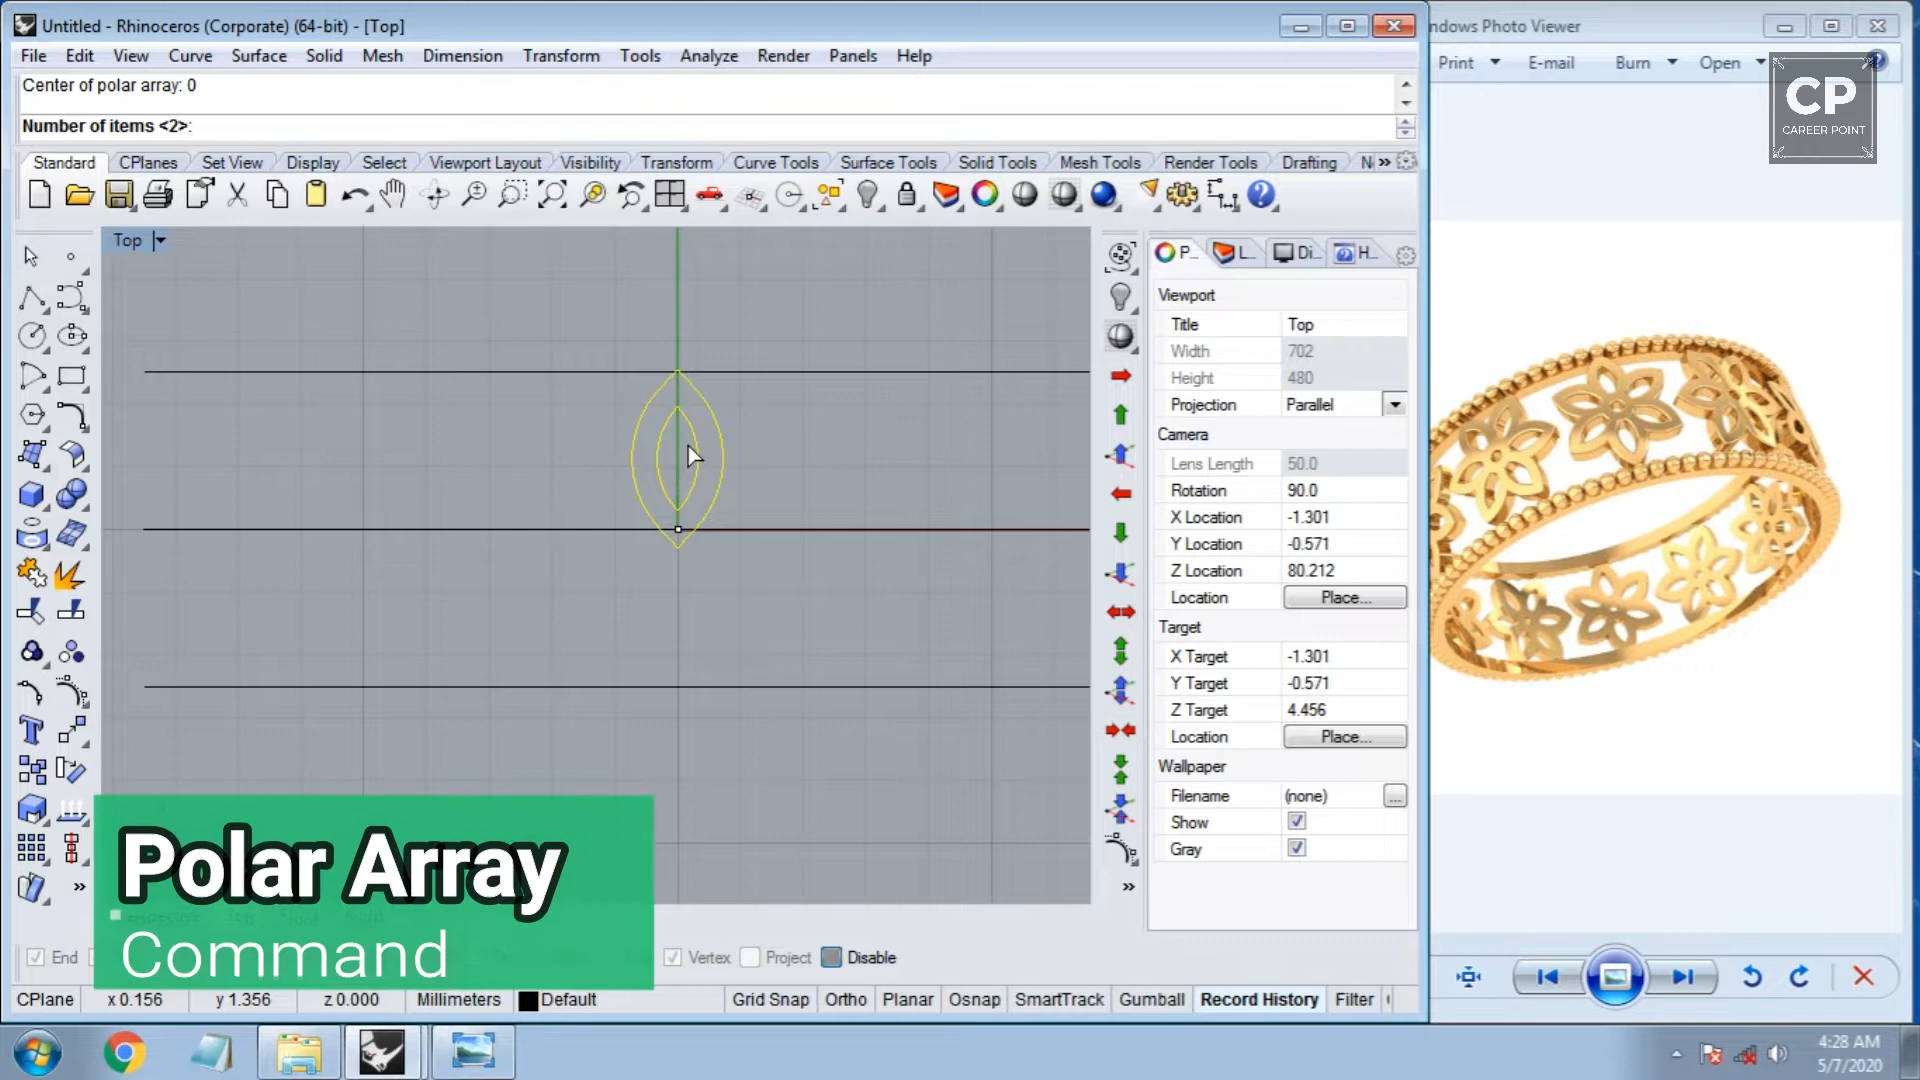 Untitled - Rhinoceros (Corporate) (64-bit) - [Top]
ndows Photo Viewer
File Edit View Curve Surface Solid Mesh Dimension Transform Tools Analyze Render Panels Help
Print E-mail Burn Open
CP
CAREER POINT
Center of polar array: 0
Number of items <2>:
Standard CPlanes Set View Display Select Viewport Layout Visibility Transform Curve Tools Surface Tools Solid Tools Mesh Tools Render Tools Drafting N
Top
P... L... Di... H...
Viewport
Title Top
Width 702
Height 480
Projection Parallel
Camera
Lens Length 50.0
Rotation 90.0
X Location -1.301
Y Location -0.571
Z Location 80.212
Location Place...
Target
X Target -1.301
Y Target -0.571
Z Target 4.456
Location Place...
Wallpaper
Filename (none) ...
Show
Gray
Polar Array
Command
End Vertex Project Disable
CPlane x 0.156 y 1.356 z 0.000 Millimeters Default Grid Snap Ortho Planar Osnap SmartTrack Gumball Record History Filter
4:28 AM
5/7/2020